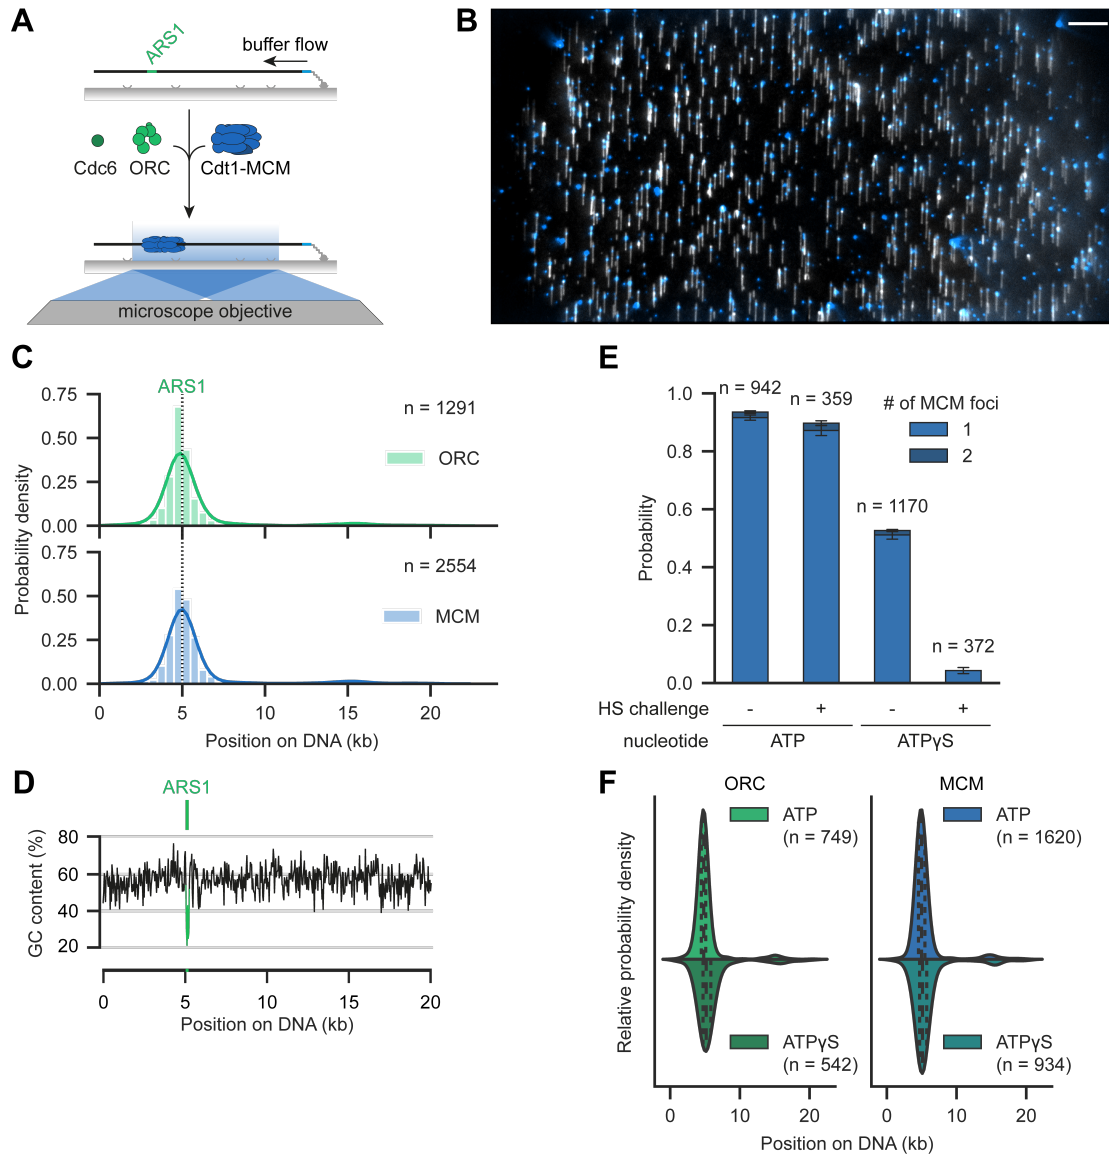 A
ARS1
buffer flow
Cdc6 ORC Cdt1-MCM
microscope objective
B
C
ARS1
0.75
0.50
0.25
0.00
n = 1291
ORC
0.75
0.50
0.25
0.00
n = 2554
MCM
Probability density
0 5 10 15 20
Position on DNA (kb)
D
ARS1
80
60
40
20
GC content (%)
0 5 10 15 20
Position on DNA (kb)
E
1.0
0.8
0.6
0.4
0.2
0.0
Probability
n = 942
n = 359
n = 1170
n = 372
# of MCM foci
1
2
HS challenge - + - +
nucleotide ATP ATPγS
F
ORC MCM
Relative probability density
ATP
(n = 749)
ATPγS
(n = 542)
ATP
(n = 1620)
ATPγS
(n = 934)
0 10 20 0 10 20
Position on DNA (kb)